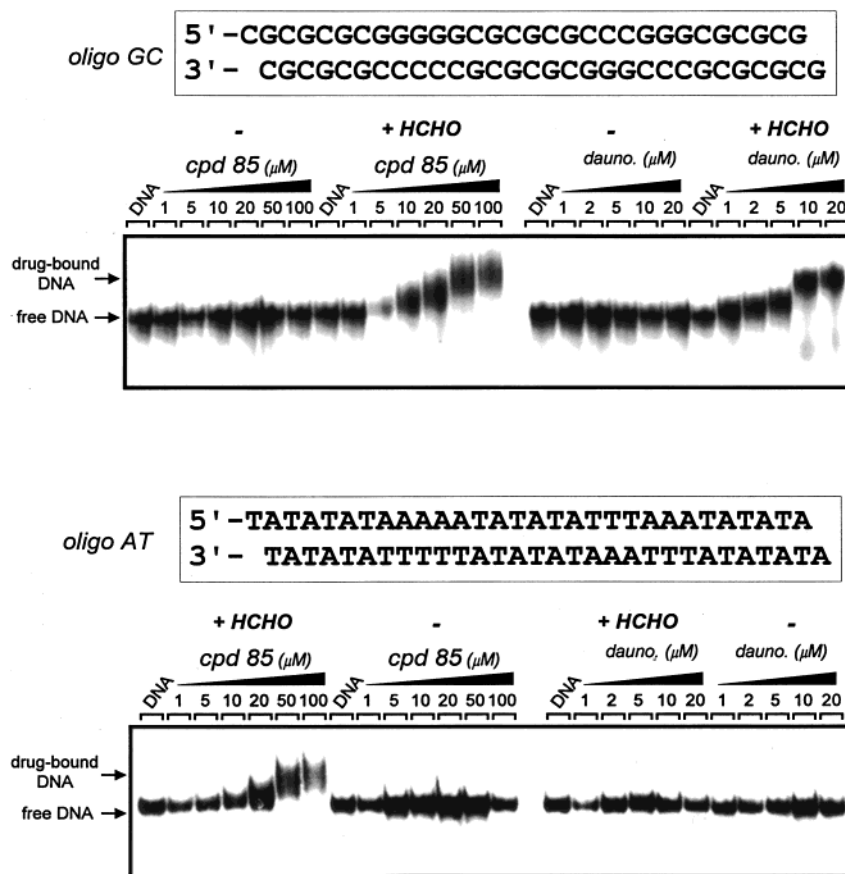 5'-CGCGCGCGGGGGCGCGCGCCCGGGCGCGCG
oligo GC
3'- CGCGCGCCCCCGCGCGCGGGCCCGCGCGCG
- + HCHO - + HCHO
cpd 85 (μM) cpd 85 (μM) dauno. (μM) dauno. (μM)
DNA 1 5 10 20 50 100 DNA 1 5 10 20 50 100 DNA 1 2 5 10 20 DNA 1 2 5 10 20
drug-bound
DNA
free DNA
5'-TATATATAAAAATATATATTTAAATATATA
oligo AT
3'- TATATATTTTTATATATAAATTTATATATA
+ HCHO - + HCHO -
cpd 85 (μM) cpd 85 (μM) dauno. (μM) dauno. (μM)
DNA 1 5 10 20 50 100 DNA 1 5 10 20 50 100 DNA 1 2 5 10 20 1 2 5 10 20
drug-bound
DNA
free DNA